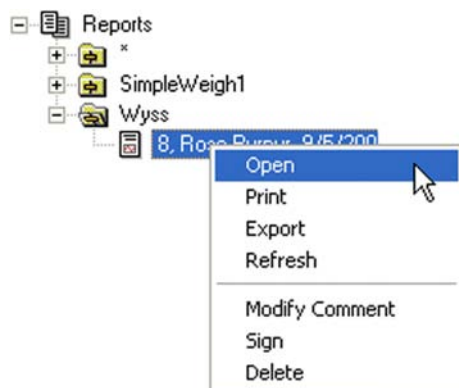 Reports
*
SimpleWeigh1
Wyss
8, Rose Purpur, 9/5/200
Open
Print
Export
Refresh
Modify Comment
Sign
Delete